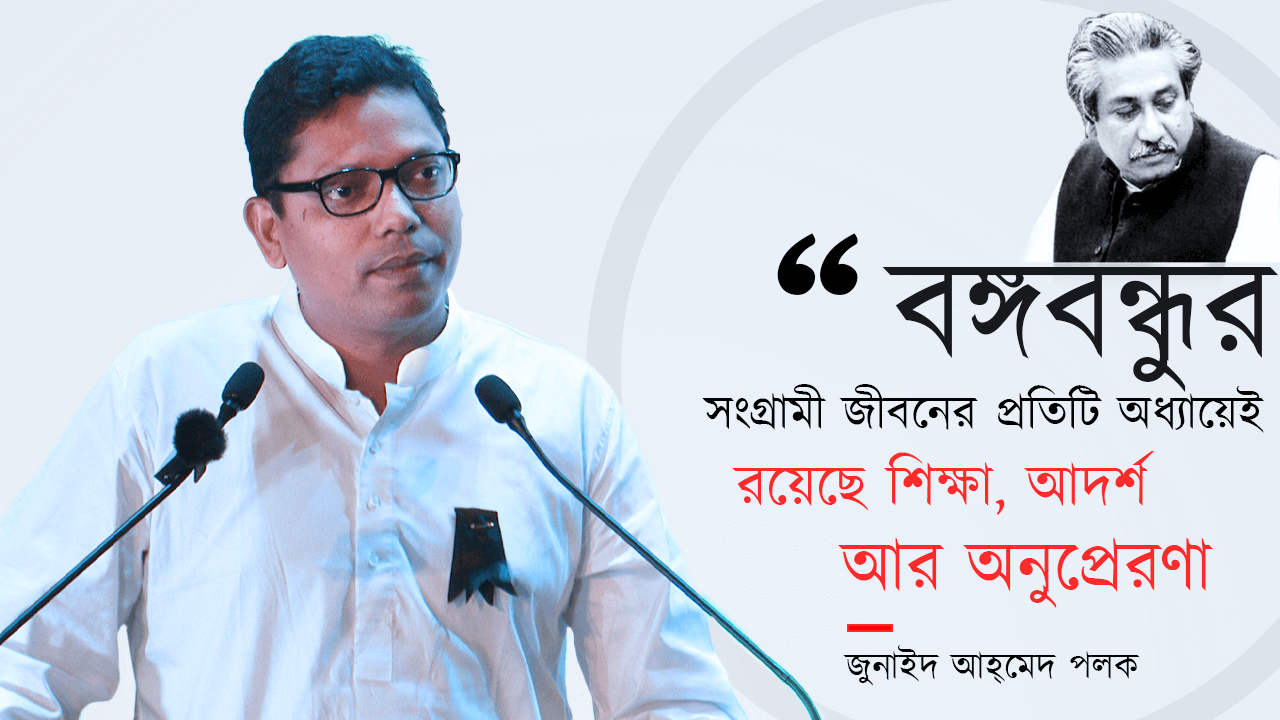 “ বঙ্গবন্ধুর
সংগ্রামী জীবনের প্রতিটি অধ্যায়েই
রয়েছে শিক্ষা, আদর্শ
আর অনুপ্রেরণা
জুনাইদ আহ্‌মেদ পলক